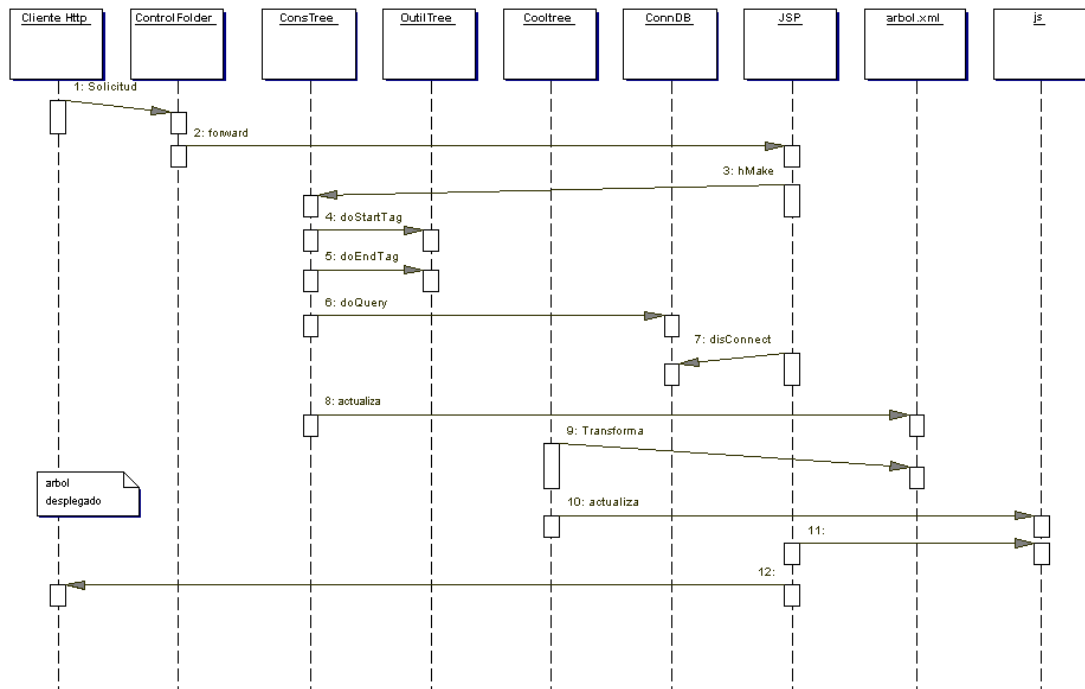 Cliente Http
ControlFolder
ConsTree
OutilTree
Cooltree
ConnDB
JSP
arbol.xml
js
1: Solicitud
2: forward
3: hMake
4: doStartTag
5: doEndTag
6: doQuery
7: disConnect
8: actualiza
9: Transforma
arbol
desplegado
10: actualiza
11:
12: